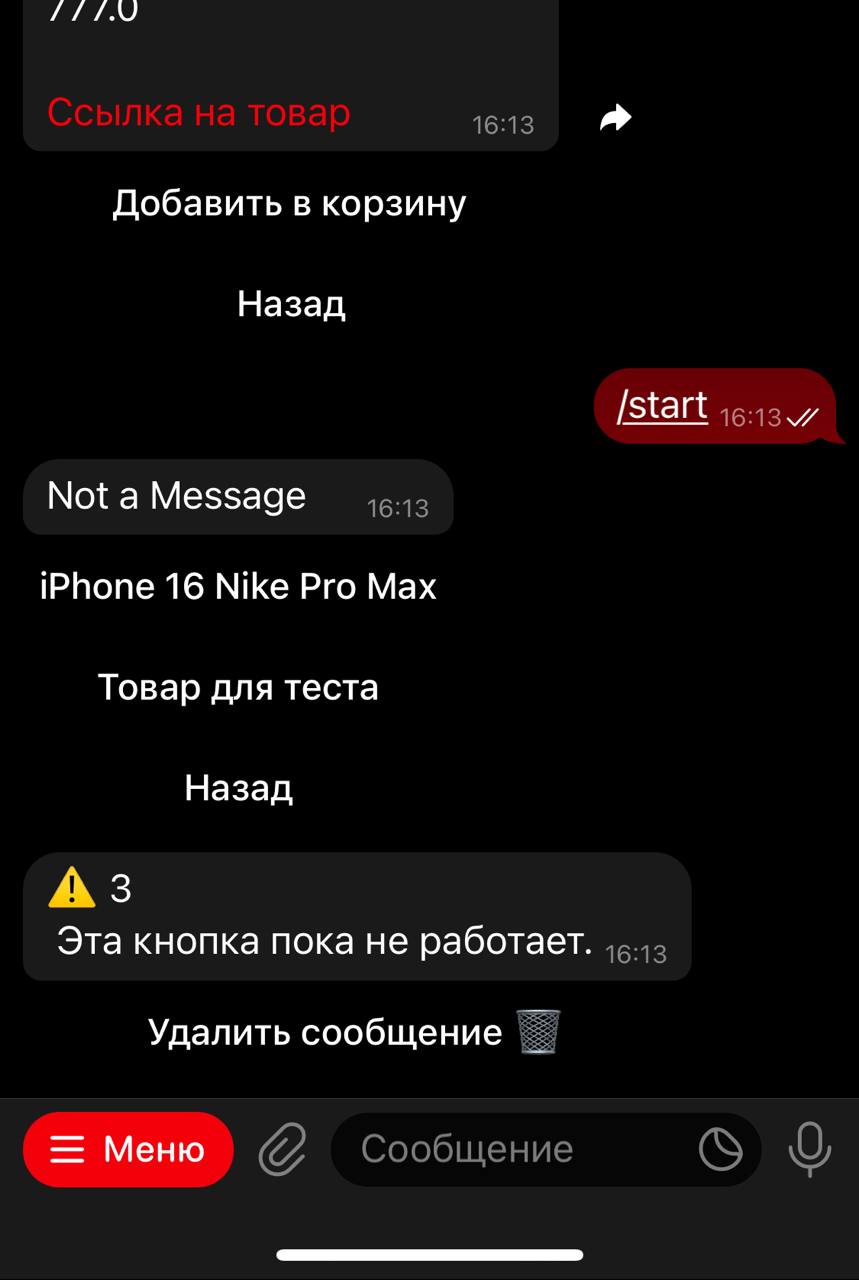 777.0
Ссылка на товар 16:13
Добавить в корзину
Назад
/start 16:13
Not a Message 16:13
iPhone 16 Nike Pro Max
Товар для теста
Назад
⚠️ 3
Эта кнопка пока не работает. 16:13
Удалить сообщение 🗑️
Меню Сообщение